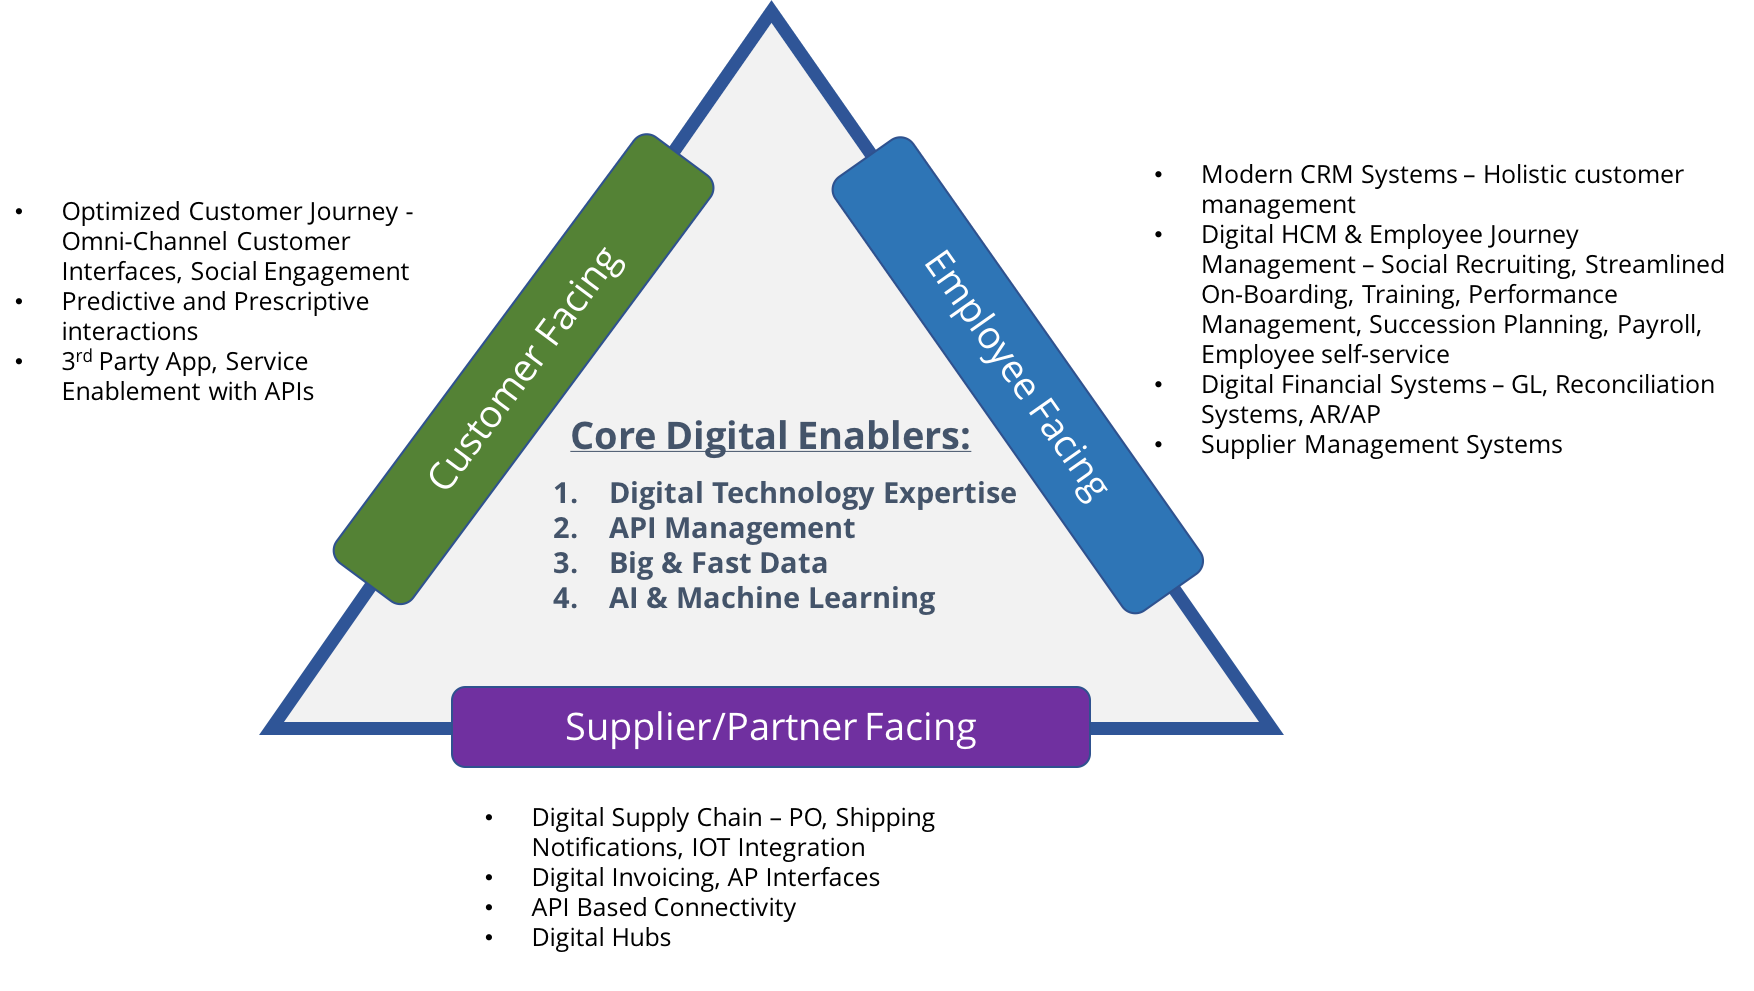 • Optimized Customer Journey -
Omni-Channel Customer
Interfaces, Social Engagement
• Predictive and Prescriptive
interactions
• 3rd Party App, Service
Enablement with APIs
Customer Facing
Employee Facing
• Modern CRM Systems – Holistic customer
management
• Digital HCM & Employee Journey
Management – Social Recruiting, Streamlined
On-Boarding, Training, Performance
Management, Succession Planning, Payroll,
Employee self-service
• Digital Financial Systems – GL, Reconciliation
Systems, AR/AP
• Supplier Management Systems
Core Digital Enablers:
1. Digital Technology Expertise
2. API Management
3. Big & Fast Data
4. AI & Machine Learning
Supplier/Partner Facing
• Digital Supply Chain – PO, Shipping
Notifications, IOT Integration
• Digital Invoicing, AP Interfaces
• API Based Connectivity
• Digital Hubs